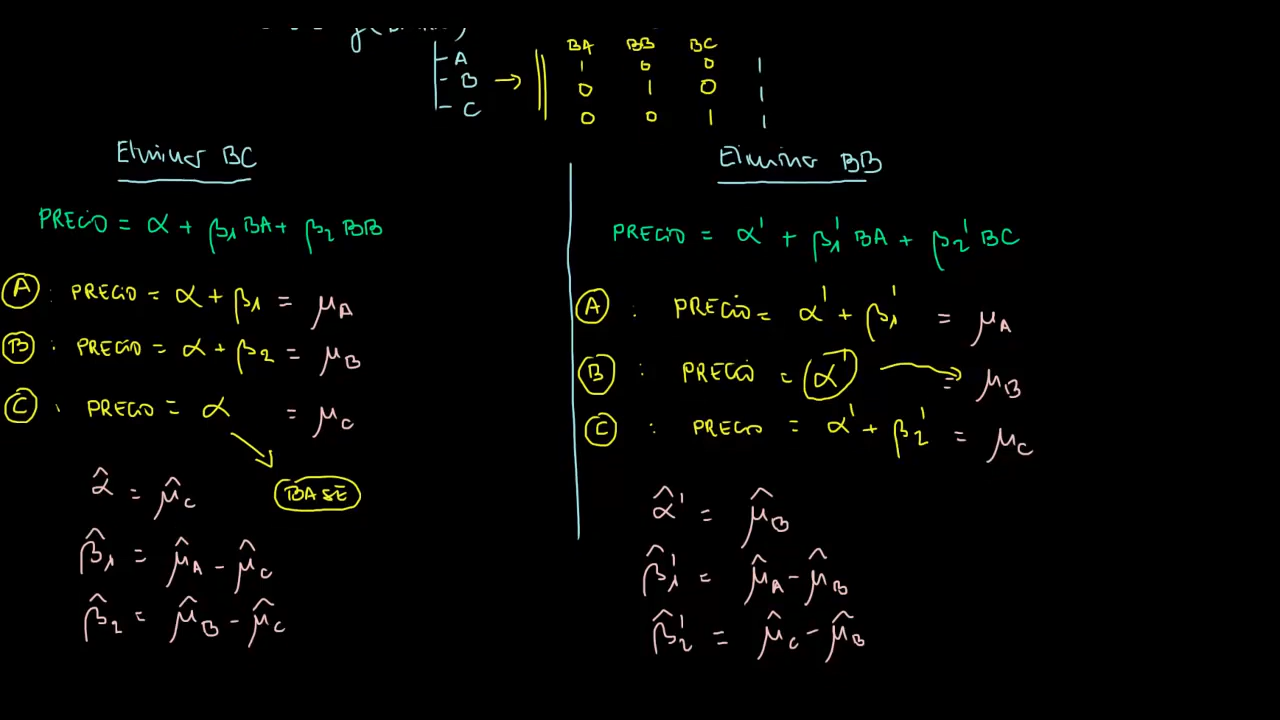 BA BB BC
A 1 0 0 1
B → 0 1 0 1
C 0 0 1 1
Eliminar BC
PRECIO = α + β1 BA + β2 BB
A : PRECIO = α + β1 = μA
B : PRECIO = α + β2 = μB
C : PRECIO = α = μC
BASE
α̂ = μ̂C
β̂1 = μ̂A - μ̂C
β̂2 = μ̂B - μ̂C
Elimino BB
PRECIO = α' + β1' BA + β2' BC
A : PRECIO = α' + β1' = μA
B : PRECIO = α' = μB
C : PRECIO = α' + β2' = μC
α̂' = μ̂B
β̂1' = μ̂A - μ̂B
β̂2' = μ̂C - μ̂B